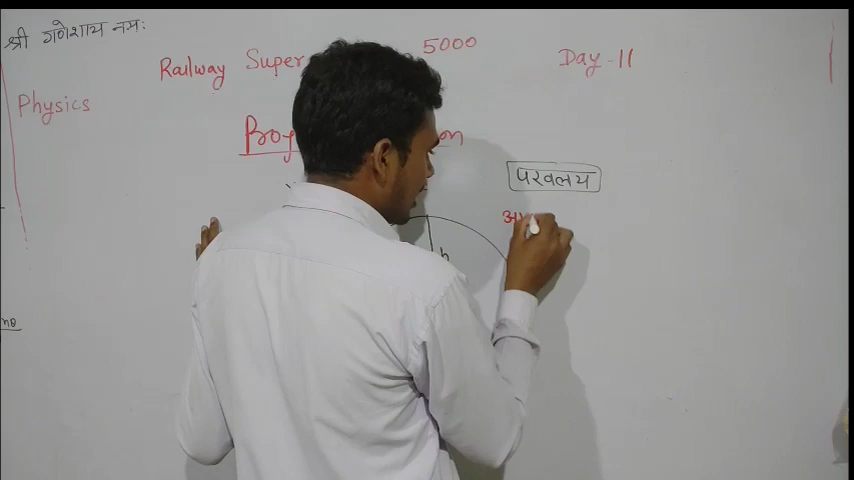 श्री गणेशाय नमः
Railway Super 5000 Day-11
Physics
परवलय
h